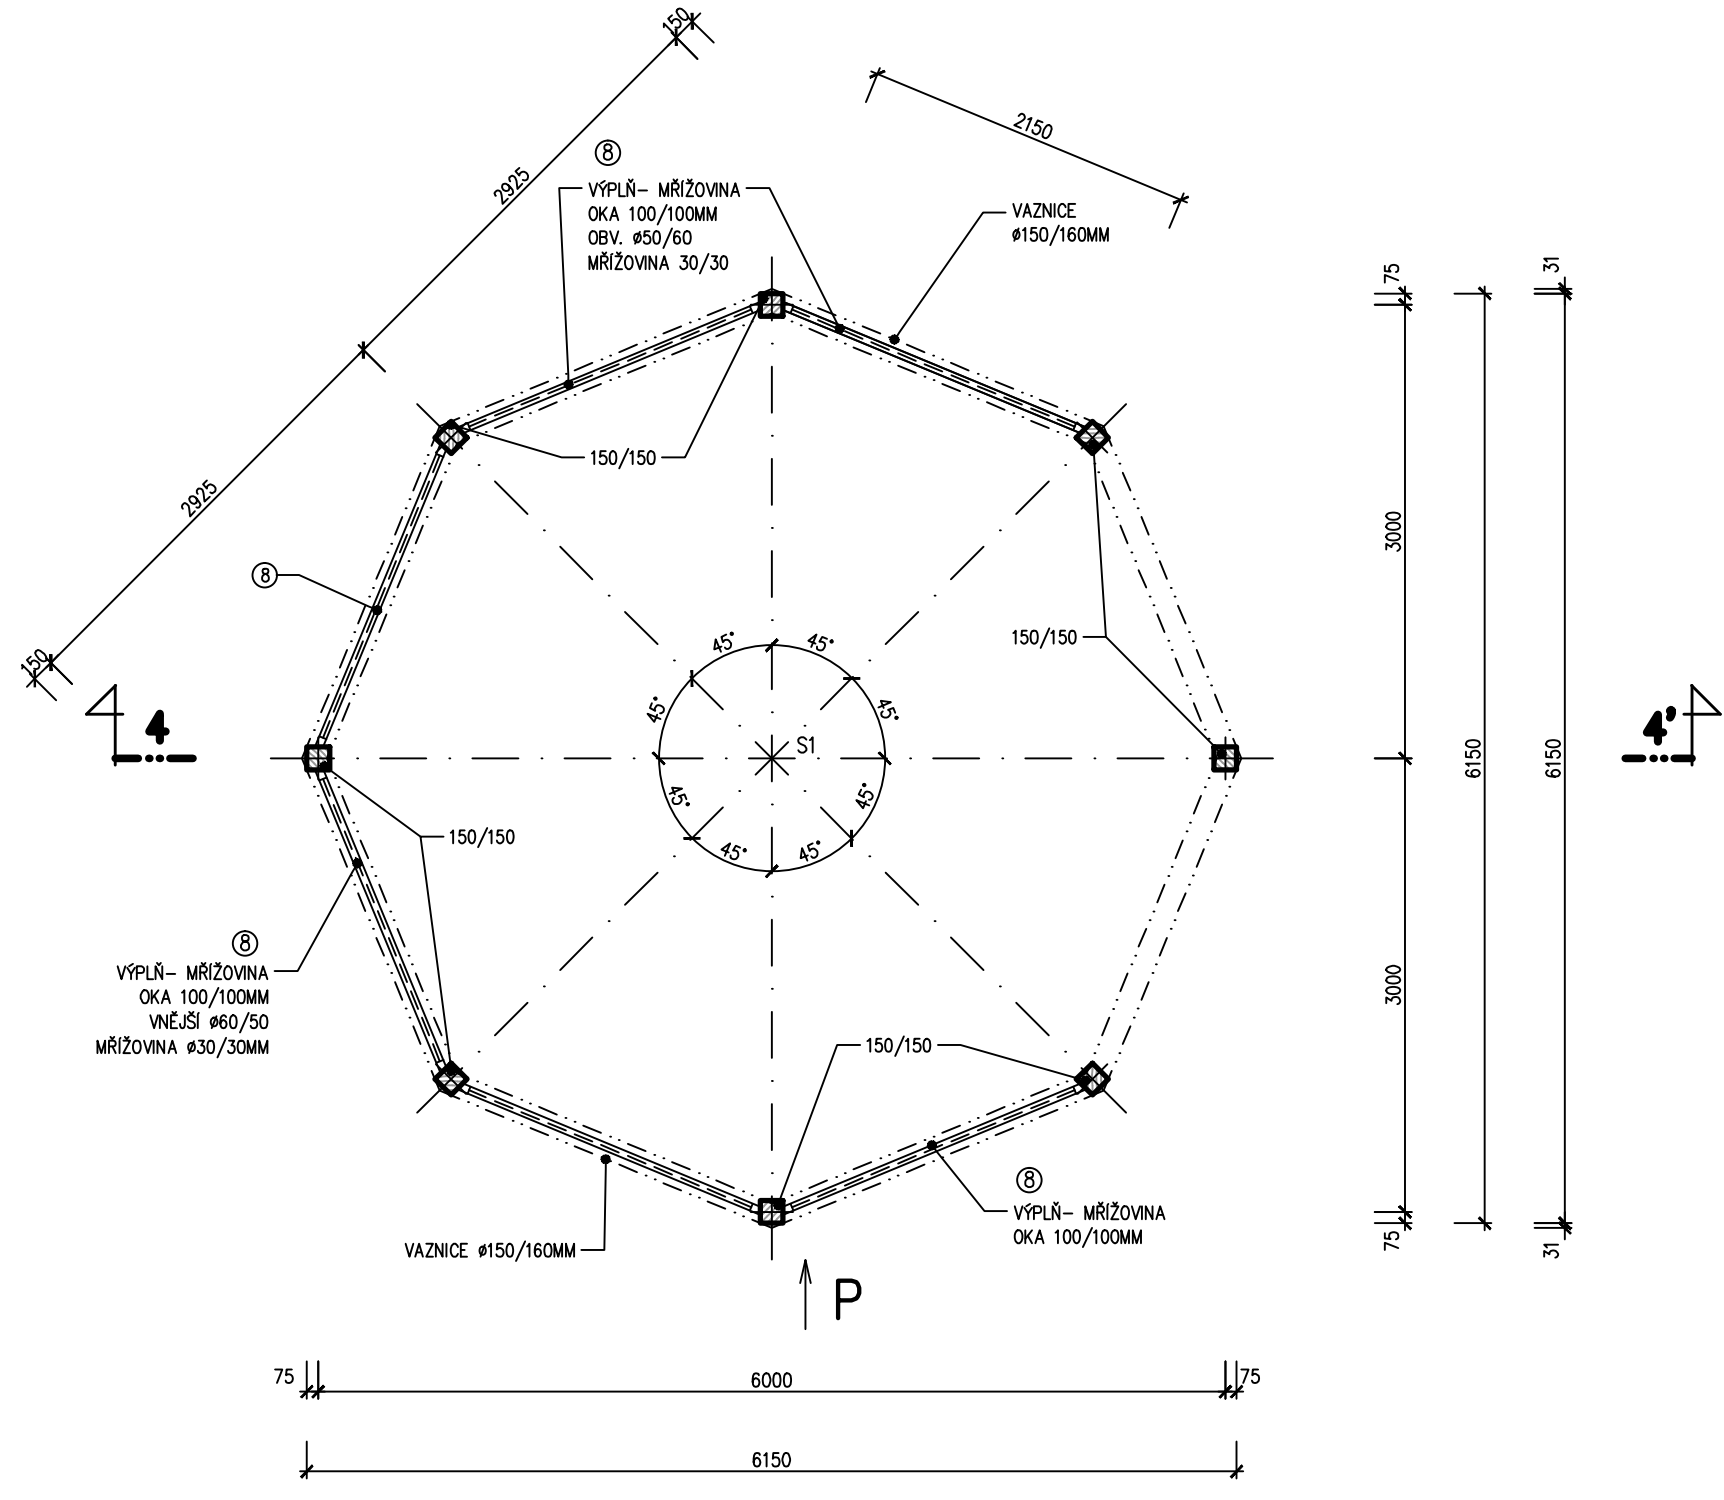 150
2150
2925
8
VÝPLŇ- MŘÍŽOVINA
OKA 100/100MM
OBV. ø50/60
MŘÍŽOVINA 30/30
VAZNICE
ø150/160MM
75
31
150/150
2925
3000
8
150/150
45°
45°
45°
45°
150
4
4'
S1
6150
6150
45°
45°
45°
45°
150/150
8
VÝPLŇ- MŘÍŽOVINA
OKA 100/100MM
VNĚJŠÍ ø60/50
MŘÍŽOVINA ø30/30MM
3000
150/150
8
VÝPLŇ- MŘÍŽOVINA
OKA 100/100MM
VAZNICE ø150/160MM
75
31
P
75
6000
75
6150